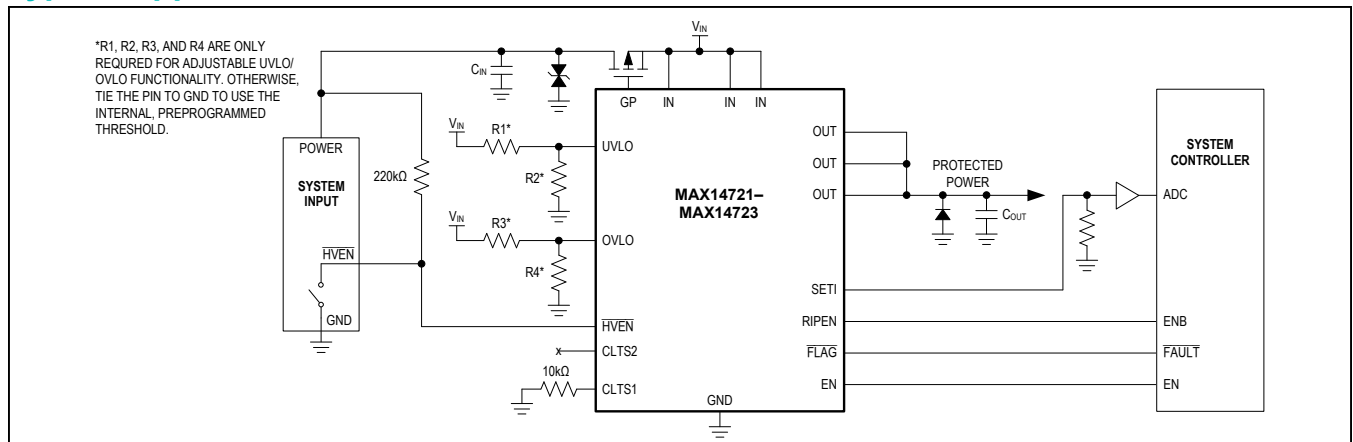 *R1, R2, R3, AND R4 ARE ONLY
REQURED FOR ADJUSTABLE UVLO/
OVLO FUNCTIONALITY. OTHERWISE,
TIE THE PIN TO GND TO USE THE
INTERNAL, PREPROGRAMMED
THRESHOLD.
VIN
CIN
GP
IN
IN
IN
POWER
SYSTEM
INPUT
HVEN
GND
220kΩ
VIN
R1*
R2*
UVLO
VIN
R3*
R4*
OVLO
HVEN
CLTS2
x
10kΩ
CLTS1
MAX14721–
MAX14723
GND
OUT
OUT
OUT
SETI
RIPEN
FLAG
EN
PROTECTED
POWER
COUT
SYSTEM
CONTROLLER
ADC
ENB
FAULT
EN